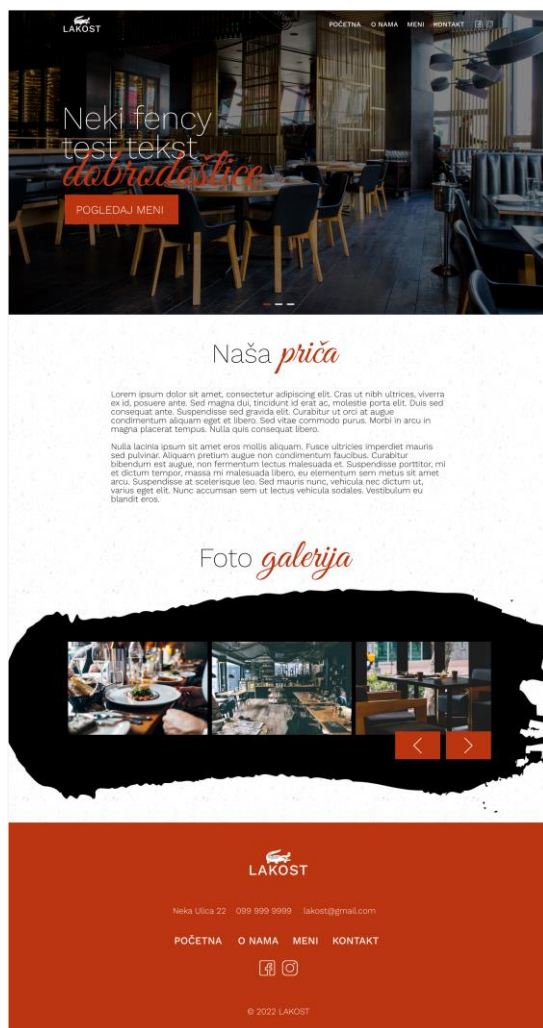 LAKOST
POČETNA O NAMA MENI KONTAKT
Neki fency
test tekst
dobrodošlice
POGLEDAJ MENI
Naša priča
Lorem ipsum dolor sit amet, consectetur adipiscing elit. Cras ut nibh ultrices, viverra
ex id, posuere ante. Sed magna dui, tincidunt id erat ac, molestie porta elit. Duis sed
consequat ante. Suspendisse sed gravida elit. Curabitur ut orci at augue
condimentum aliquam eget et libero. Sed vitae commodo purus. Morbi in arcu in
magna placerat tempus. Nulla quis consequat libero.
Nulla lacinia ipsum sit amet eros mollis aliquam. Fusce ultricies imperdiet mauris
sed pulvinar. Aliquam pretium augue non condimentum faucibus. Curabitur
bibendum est augue, non fermentum lectus malesuada et. Suspendisse porttitor, mi
et dictum tempor, massa mi malesuada libero, eu elementum sem metus sit amet
arcu. Suspendisse at scelerisque leo. Sed mauris nunc, vehicula nec dictum ut,
varius eget elit. Nunc accumsan sem ut lectus vehicula sodales. Vestibulum eu
blandit eros.
Foto galerija
LAKOST
Neka Ulica 22 099 999 9999 lakost@gmail.com
POČETNA O NAMA MENI KONTAKT
© 2022 LAKOST